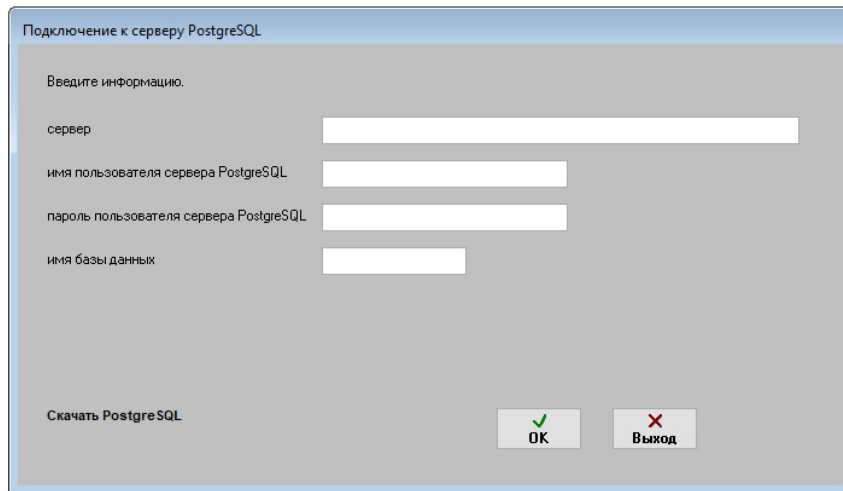 Подключение к серверу PostgreSQL
Введите информацию.
сервер
имя пользователя сервера PostgreSQL
пароль пользователя сервера PostgreSQL
имя базы данных
Скачать PostgreSQL
OK
Выход